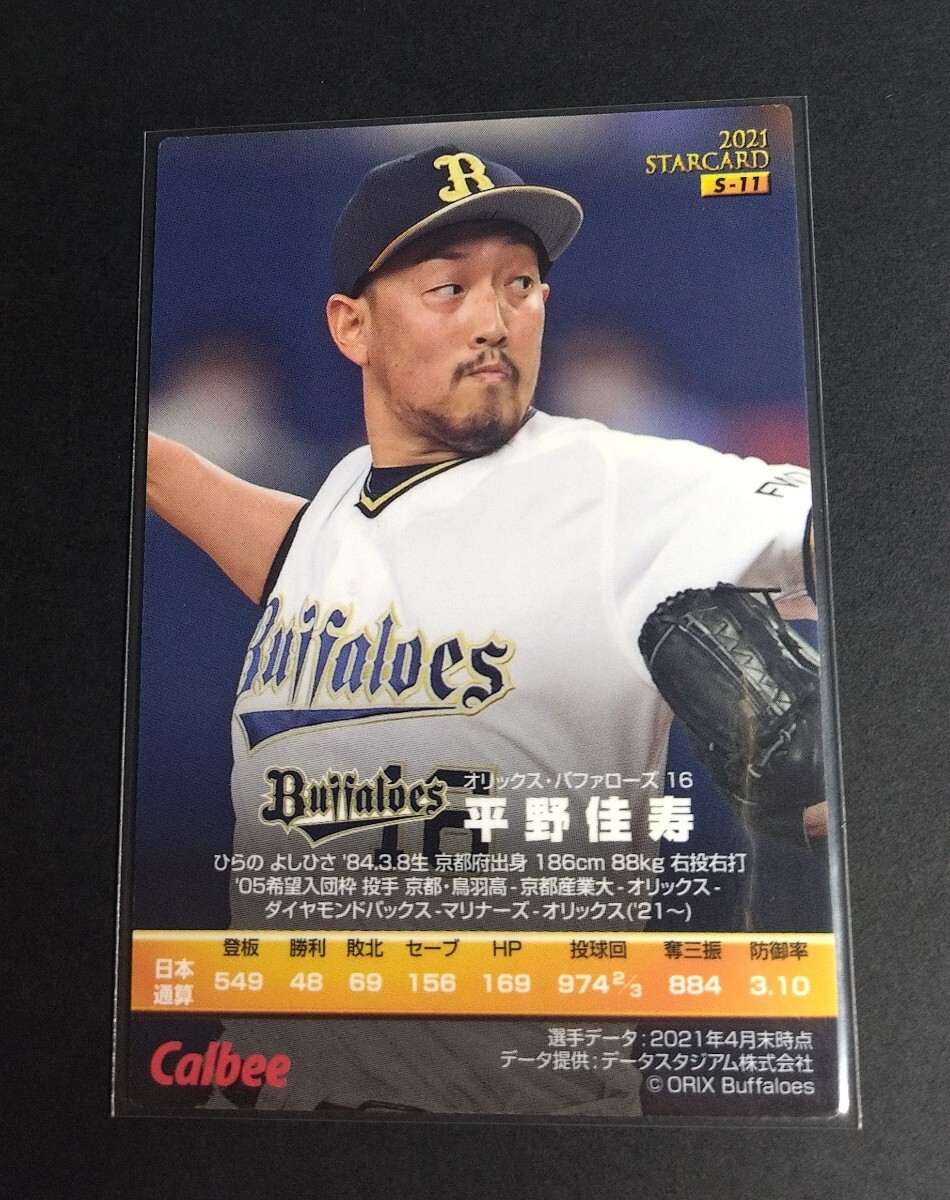 B
2021
STARCARD
S-11
Buffaloes
16
Buffaloes
オリックス・バファローズ 16
平野佳寿
ひらの よしひさ '84.3.8生 京都府出身 186cm 88kg 右投右打
'05希望入団枠 投手 京都・鳥羽高-京都産業大-オリックス-
ダイヤモンドバックス-マリナーズ-オリックス('21～)
登板 勝利 敗北 セーブ HP 投球回 奪三振 防御率
日本通算 549 48 69 156 169 974 2/3 884 3.10
Calbee
選手データ：2021年4月末時点
データ提供：データスタジアム株式会社
© ORIX Buffaloes